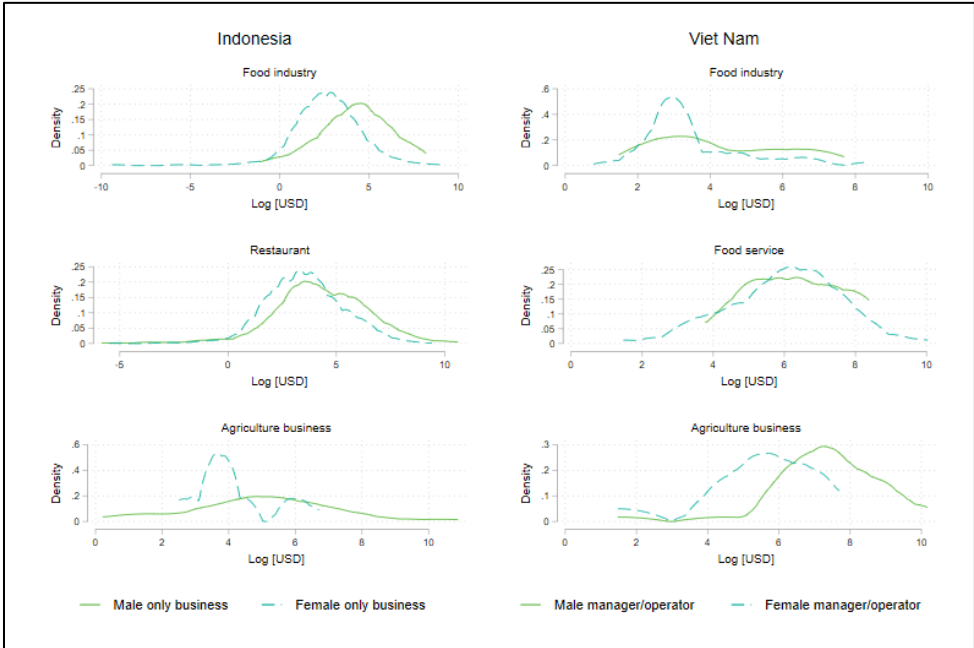 Indonesia
Viet Nam
Food industry
.25
.2
.15
.1
.05
0
Density
-10
-5
0
5
10
Log [USD]
Food industry
.6
.4
.2
0
Density
0
2
4
6
8
10
Log [USD]
Restaurant
.25
.2
.15
.1
.05
0
Density
-5
0
5
10
Log [USD]
Food service
.25
.2
.15
.1
.05
0
Density
0
2
4
6
8
10
Log [USD]
Agriculture business
.6
.4
.2
0
Density
0
2
4
6
8
10
Log [USD]
Agriculture business
.3
.2
.1
0
Density
0
2
4
6
8
10
Log [USD]
Male only business
Female only business
Male manager/operator
Female manager/operator